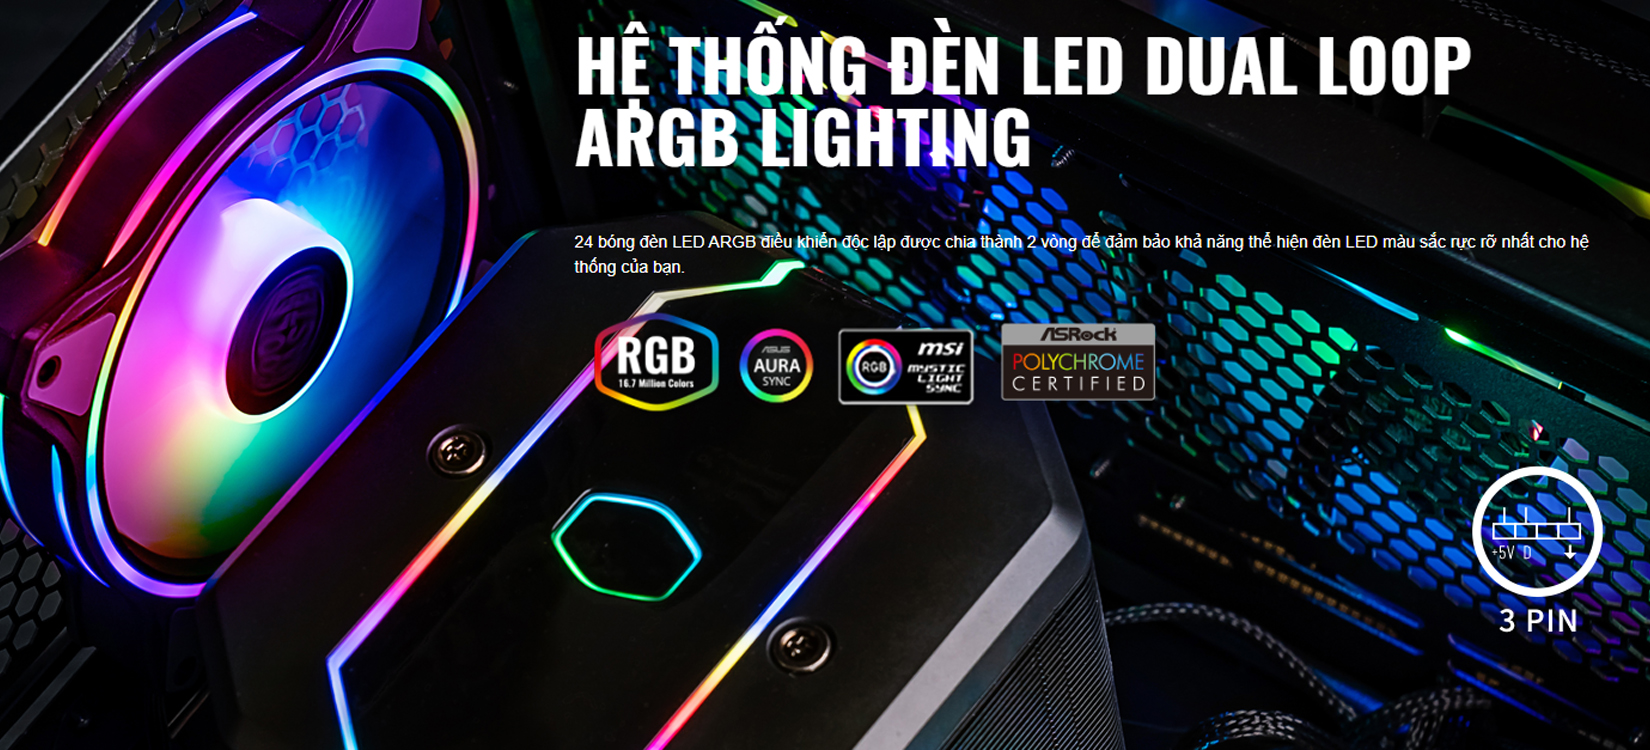 HỆ THỐNG ĐÈN LED DUAL LOOP
ARGB LIGHTING
24 bóng đèn LED ARGB điều khiển độc lập được chia thành 2 vòng để đảm bảo khả năng thể hiện đèn LED màu sắc rực rỡ nhất cho hệ
thống của bạn.
RGB
16.7 Million Colors
ASUS
AURA
SYNC
RGB
msi
MYSTIC
LIGHT
SYNC
ASRock
POLYCHROME
CERTIFIED
+5V D
3 PIN